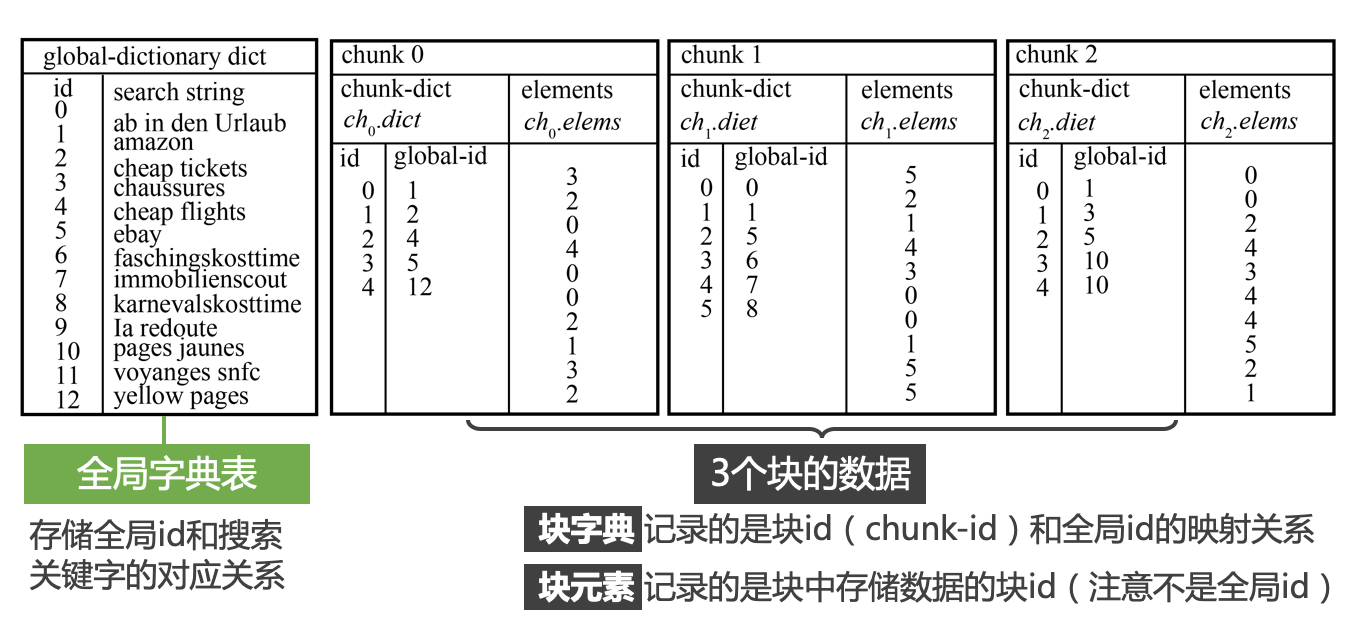 global-dictionary dict
id
search string
0
ab in den Urlaub
1
amazon
2
cheap tickets
3
chaussures
4
cheap flights
5
ebay
6
faschingskosttime
7
immobilienscout
8
karnevalskosttime
9
Ia redoute
10
pages jaunes
11
voyanges snfc
12
yellow pages
chunk 0
chunk-dict
elements
ch0.dict
ch0.elems
id
global-id
0 1
1 2
2 4
3 5
4 12
3
2
0
4
0
0
2
1
3
2
chunk 1
chunk-dict
elements
ch1.diet
ch1.elems
id
global-id
0 0
1 1
2 5
3 6
4 7
5 8
5
2
1
4
3
0
0
1
5
5
chunk 2
chunk-dict
elements
ch2.diet
ch2.elems
id
global-id
0 1
1 3
2 5
3 10
4 10
0
0
2
4
3
4
4
5
2
1
全局字典表
存储全局id和搜索
关键字的对应关系
3个块的数据
块字典 记录的是块id（chunk-id）和全局id的映射关系
块元素 记录的是块中存储数据的块id（注意不是全局id）